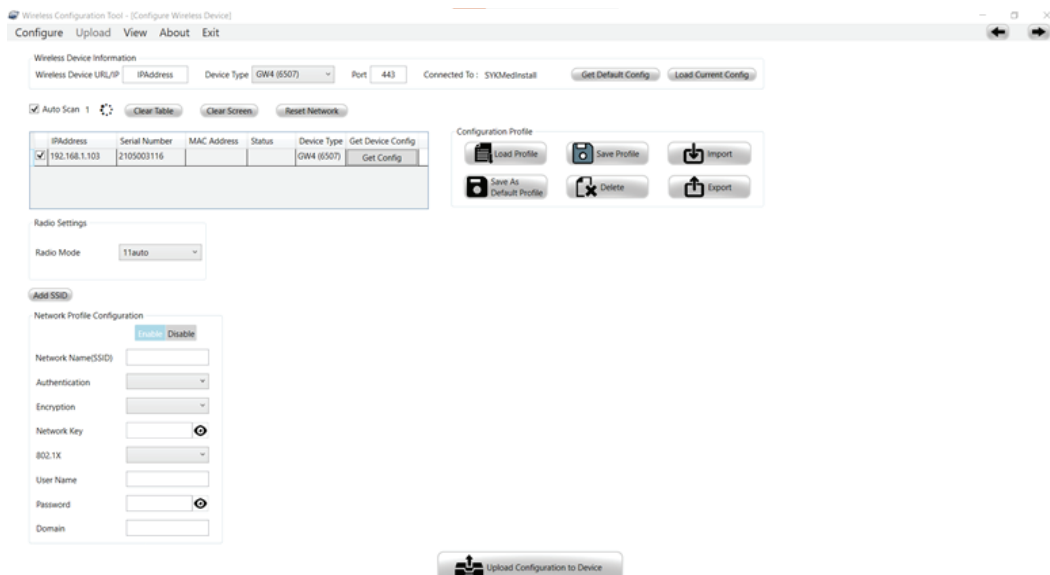 Wireless Configuration Tool - [Configure Wireless Device]
Configure Upload View About Exit
Wireless Device Information
Wireless Device URL/IP IPAddress Device Type GW4 (6507) Port 443 Connected To : SYKMedInstall Get Default Config Load Current Config
Auto Scan 1 Clear Table Clear Screen Reset Network
IPAddress Serial Number MAC Address Status Device Type Get Device Config
192.168.1.103 2105003116 GW4 (6507) Get Config
Configuration Profile
Load Profile Save Profile Import
Save As
Default Profile Delete Export
Radio Settings
Radio Mode 11auto
Add SSID
Network Profile Configuration
Enable Disable
Network Name(SSID)
Authentication
Encryption
Network Key
802.1X
User Name
Password
Domain
Upload Configuration to Device